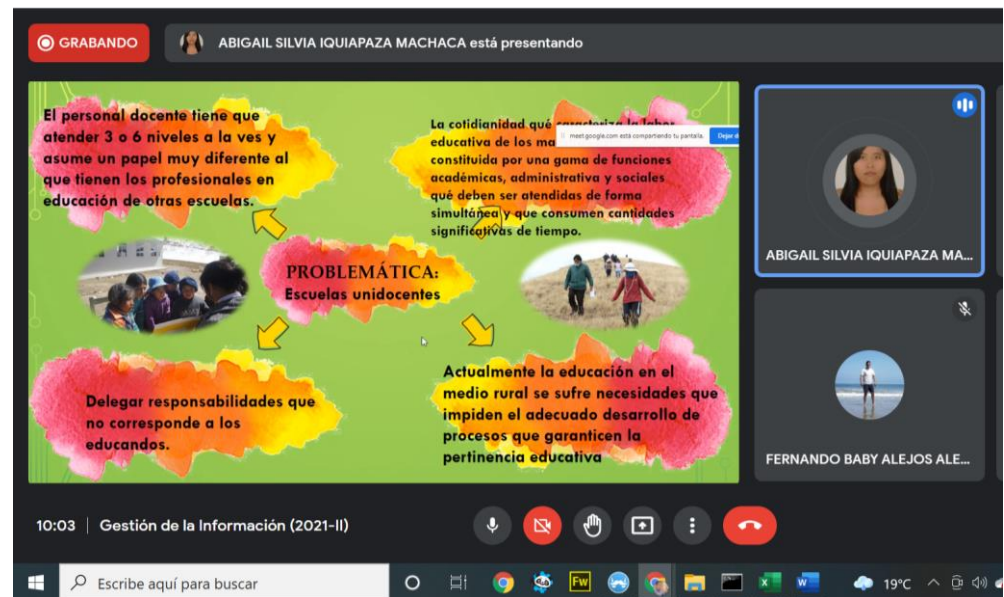 GRABANDO
ABIGAIL SILVIA IQUIAPAZA MACHACA está presentando
El personal docente tiene que
atender 3 o 6 niveles a la ves y
asume un papel muy diferente al
que tienen los profesionales en
educación de otras escuelas.
La cotidianidad qué caracteriza la labor
educativa de los ma
meet.google.com está compartiendo tu pantalla.
Dejar d
constituida por una gama de funciones
académicas, administrativa y sociales
qué deben ser atendidas de forma
simultánea y que consumen cantidades
significativas de tiempo.
PROBLEMÁTICA:
Escuelas unidocentes
Delegar responsabilidades que
no corresponde a los
educandos.
Actualmente la educación en el
medio rural se sufre necesidades que
impiden el adecuado desarrollo de
procesos que garanticen la
pertinencia educativa
ABIGAIL SILVIA IQUIAPAZA MA...
FERNANDO BABY ALEJOS ALE...
10:03 | Gestión de la Información (2021-II)
Escribe aquí para buscar
Fw
19°C